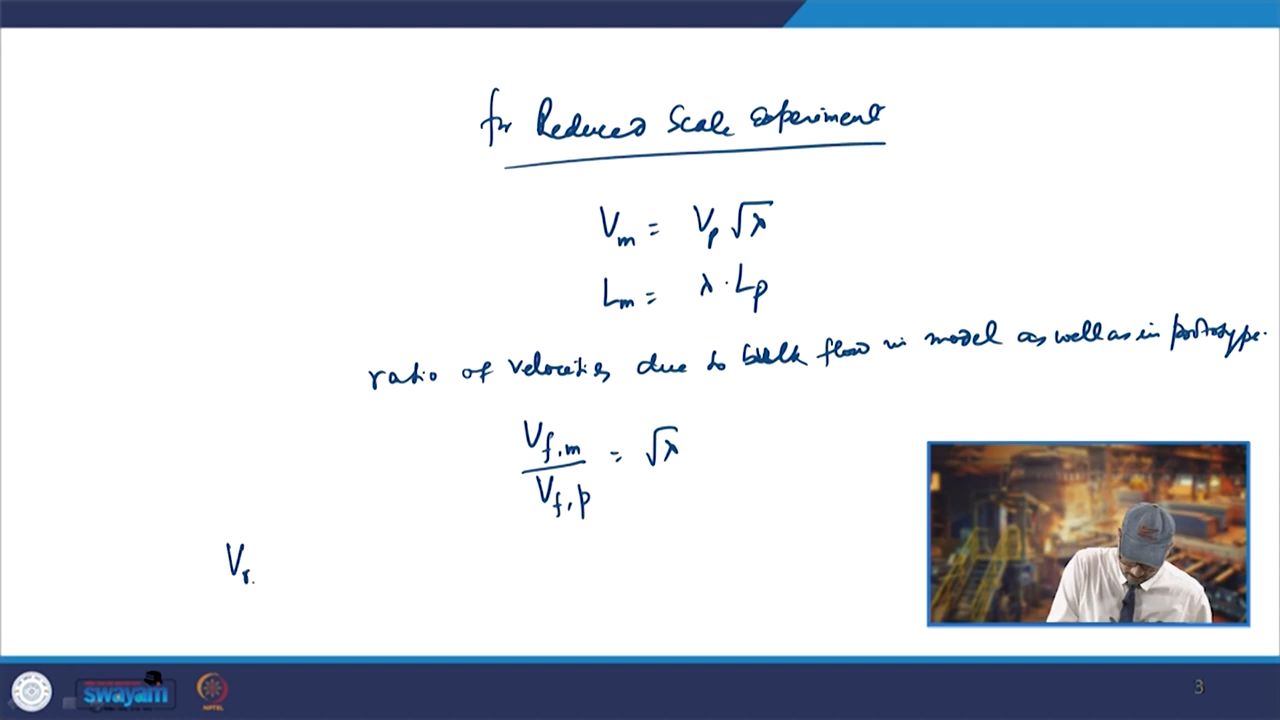 for Reduced Scale experiment
Vm = Vp √λ
Lm = λ · Lp
ratio of velocities due to bulk flow in model as well as in prototype.
Vf,m / Vf,p = √λ
Vr
3
swayam
NPTEL